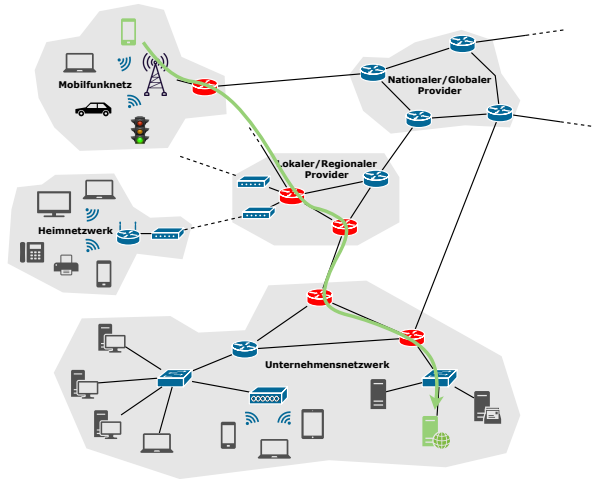 Mobilfunknetz
Nationaler/Globaler
Provider
Lokaler/Regionaler
Provider
Heimnetzwerk
Unternehmensnetzwerk